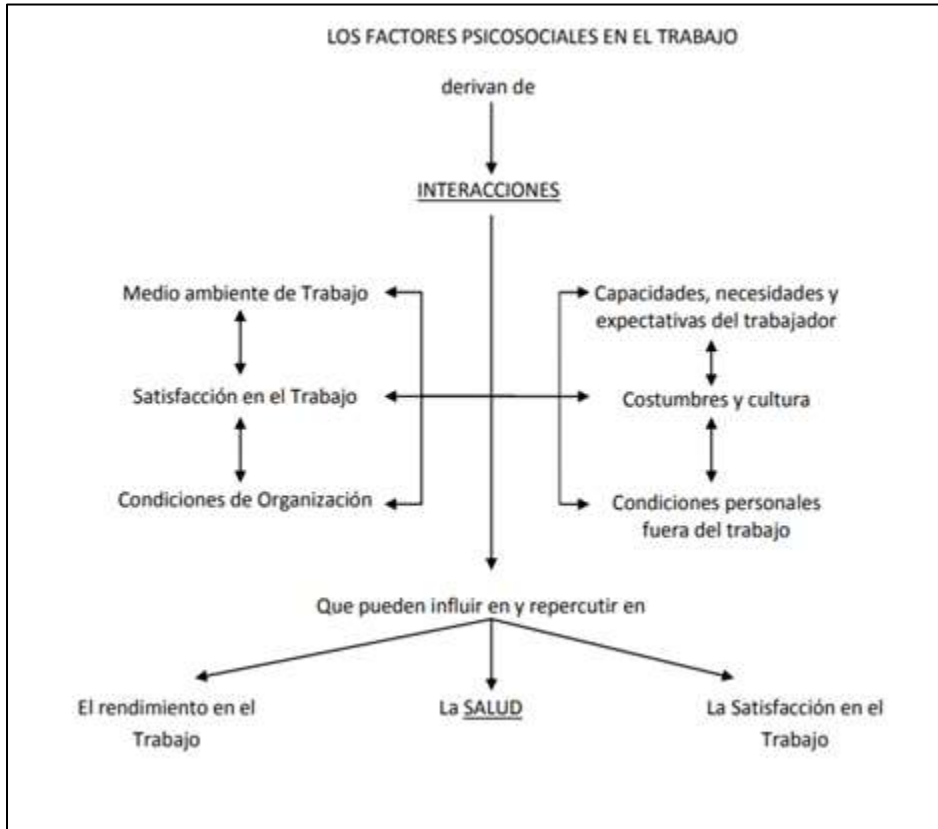 LOS FACTORES PSICOSOCIALES EN EL TRABAJO
derivan de
INTERACCIONES
Medio ambiente de Trabajo
Capacidades, necesidades y
expectativas del trabajador
Satisfacción en el Trabajo
Costumbres y cultura
Condiciones de Organización
Condiciones personales
fuera del trabajo
Que pueden influir en y repercutir en
El rendimiento en el
Trabajo
La SALUD
La Satisfacción en el
Trabajo